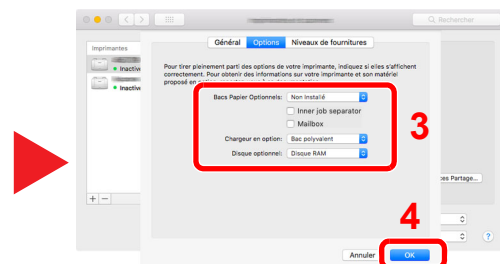 Rechercher
Général Options Niveaux de fournitures
Imprimantes
Pour tirer pleinement parti des options de votre imprimante, indiquez si elles s'affichent
correctement. Pour obtenir des informations sur votre imprimante et son matériel
Inactive
Inactive
Bacs Papier Optionnels: Non Installé
Inner job separator
Mailbox
3
Chargeur en option: Bac polyvalent
Disque optionnel: Disque RAM
Partage...
+ −
4
?
Annuler OK